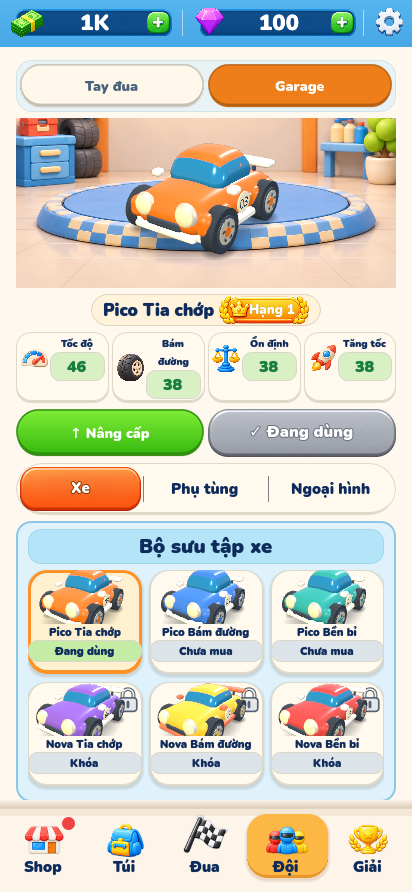 1K
100
Tay đua
Garage
03
Pico Tia chớp
Hạng 1
Tốc độ
46
Bám
đường
38
Ổn định
38
Tăng tốc
38
↑ Nâng cấp
✓ Đang dùng
Xe
Phụ tùng
Ngoại hình
Bộ sưu tập xe
Pico Tia chớp
Đang dùng
Pico Bám đường
Chưa mua
Pico Bền bỉ
Chưa mua
Nova Tia chớp
Khóa
Nova Bám đường
Khóa
Nova Bền bỉ
Khóa
Shop
Túi
Đua
Đội
Giải